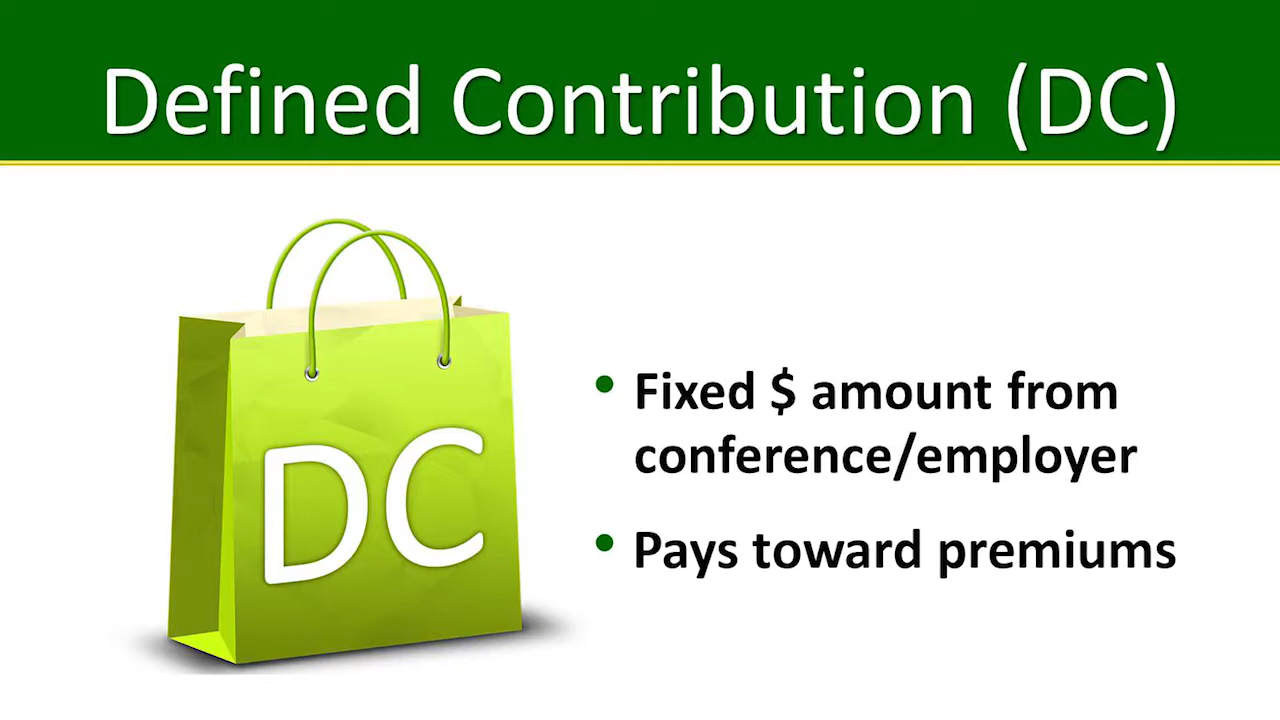 Defined Contribution (DC)
DC
• Fixed $ amount from
conference/employer
• Pays toward premiums